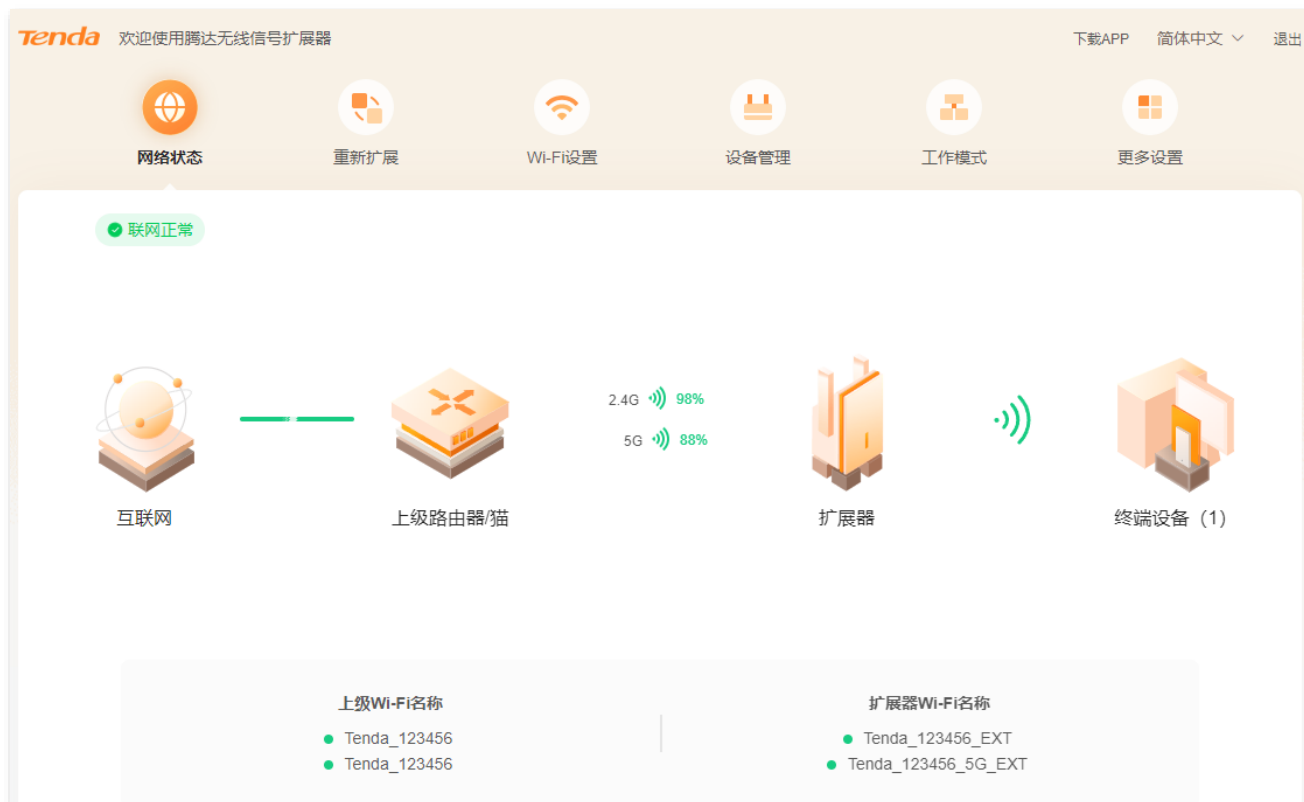 Tenda 欢迎使用腾达无线信号扩展器 下载APP 简体中文 退出
网络状态 重新扩展 Wi-Fi设置 设备管理 工作模式 更多设置
联网正常
2.4G 98%
5G 88%
互联网 上级路由器/猫 扩展器 终端设备（1）
上级Wi-Fi名称 扩展器Wi-Fi名称
Tenda_123456 Tenda_123456_EXT
Tenda_123456 Tenda_123456_5G_EXT